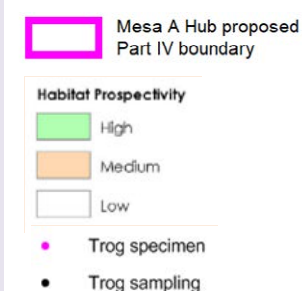 Mesa A Hub proposed
Part IV boundary
Habitat Prospectivity
High
Medium
Low
Trog specimen
Trog sampling